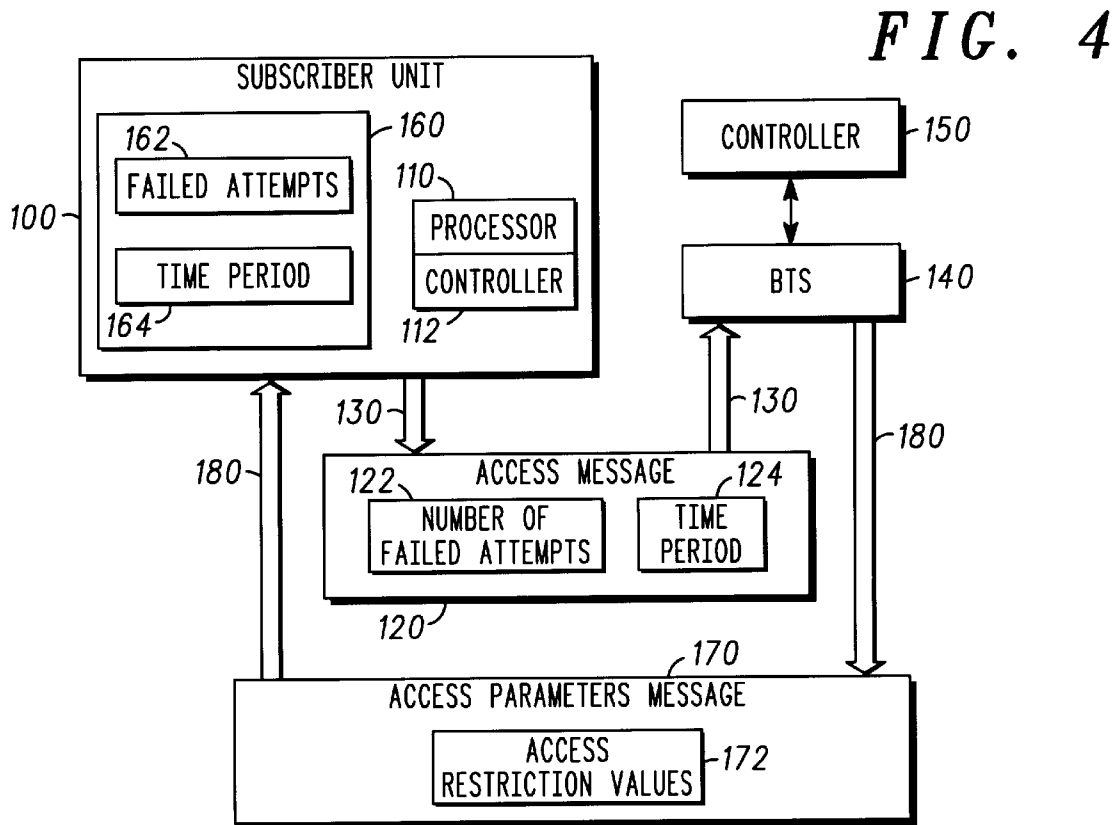 FIG. 4
SUBSCRIBER UNIT
160
162
FAILED ATTEMPTS
TIME PERIOD
164
100
110
PROCESSOR
CONTROLLER
112
CONTROLLER
150
BTS
140
130
130
180
180
ACCESS MESSAGE
122
NUMBER OF
FAILED ATTEMPTS
124
TIME
PERIOD
120
170
ACCESS PARAMETERS MESSAGE
ACCESS
RESTRICTION VALUES
172